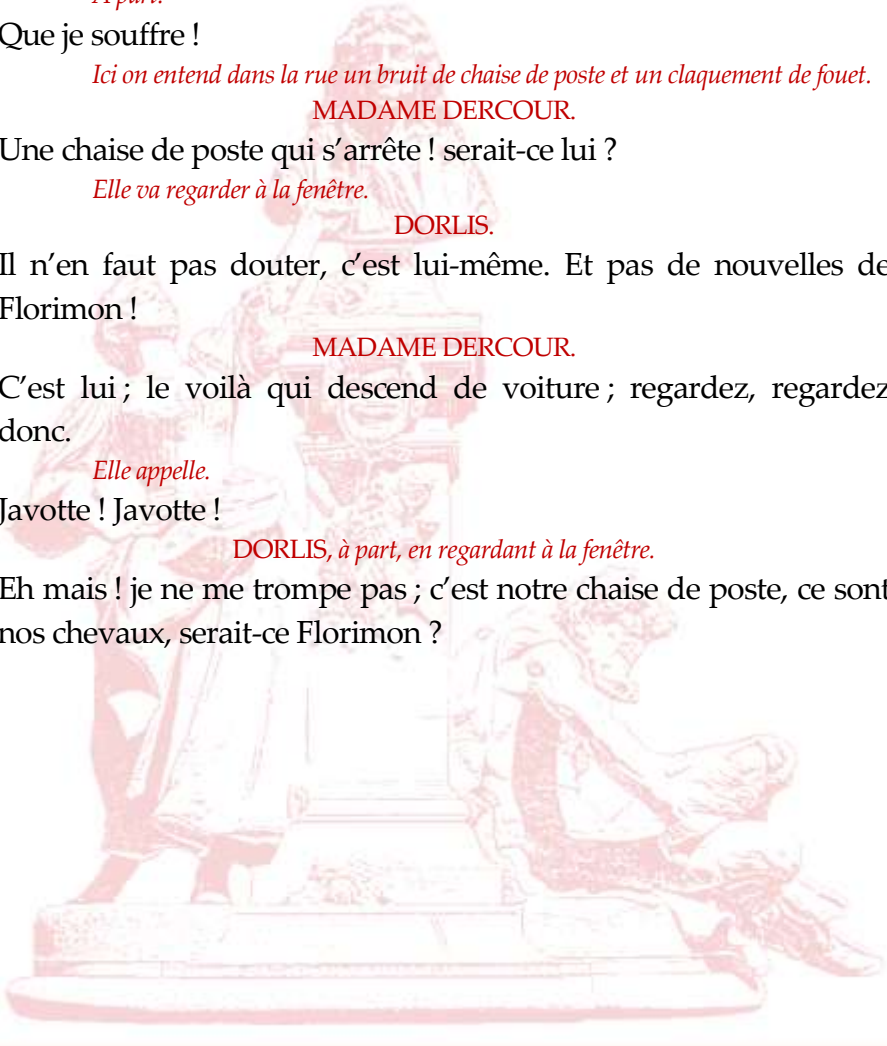 À part.
Que je souffre !
Ici on entend dans la rue un bruit de chaise de poste et un claquement de fouet.
MADAME DERCOUR.
Une chaise de poste qui s’arrête ! serait-ce lui ?
Elle va regarder à la fenêtre.
DORLIS.
Il n’en faut pas douter, c’est lui-même. Et pas de nouvelles de
Florimon !
MADAME DERCOUR.
C’est lui ; le voilà qui descend de voiture ; regardez, regardez
donc.
Elle appelle.
Javotte ! Javotte !
DORLIS, à part, en regardant à la fenêtre.
Eh mais ! je ne me trompe pas ; c’est notre chaise de poste, ce sont
nos chevaux, serait-ce Florimon ?